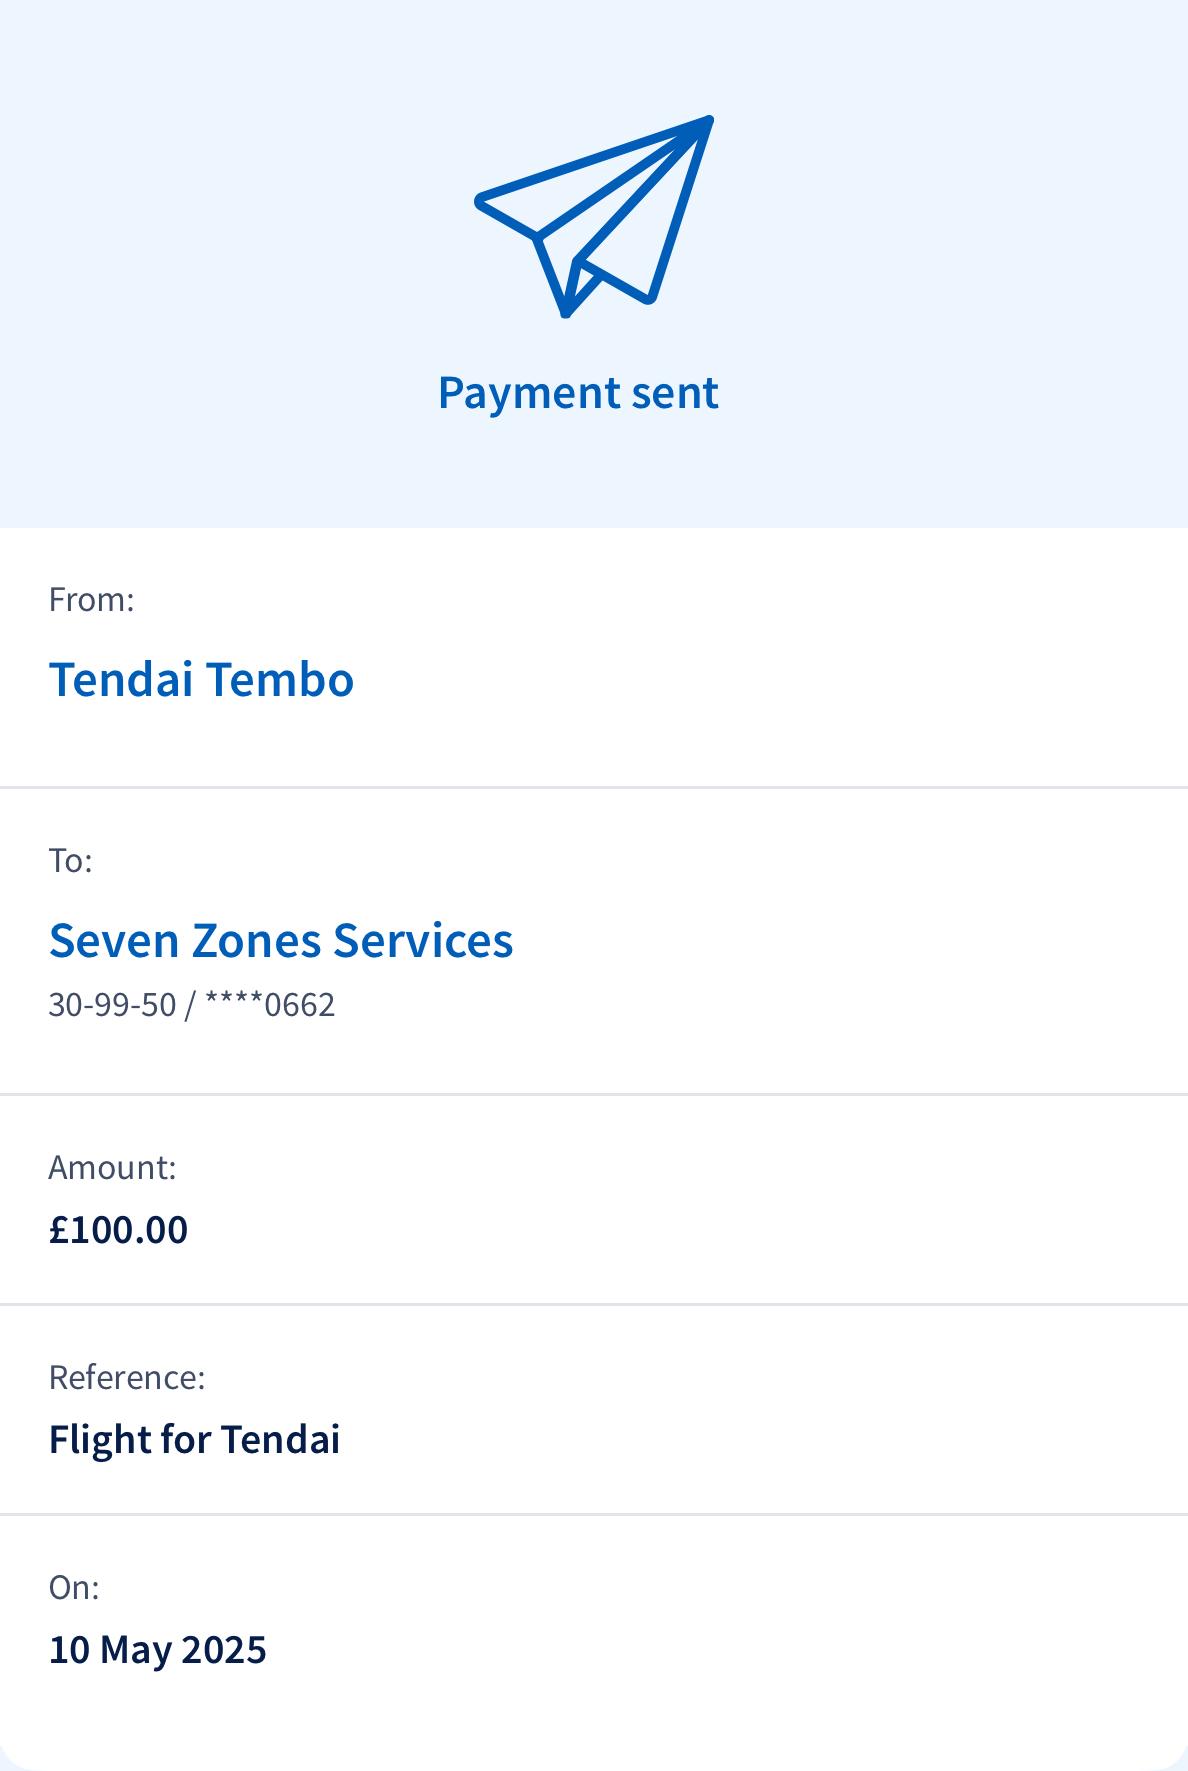 Payment sent
From:
Tendai Tembo
To:
Seven Zones Services
30-99-50 / ****0662
Amount:
£100.00
Reference:
Flight for Tendai
On:
10 May 2025